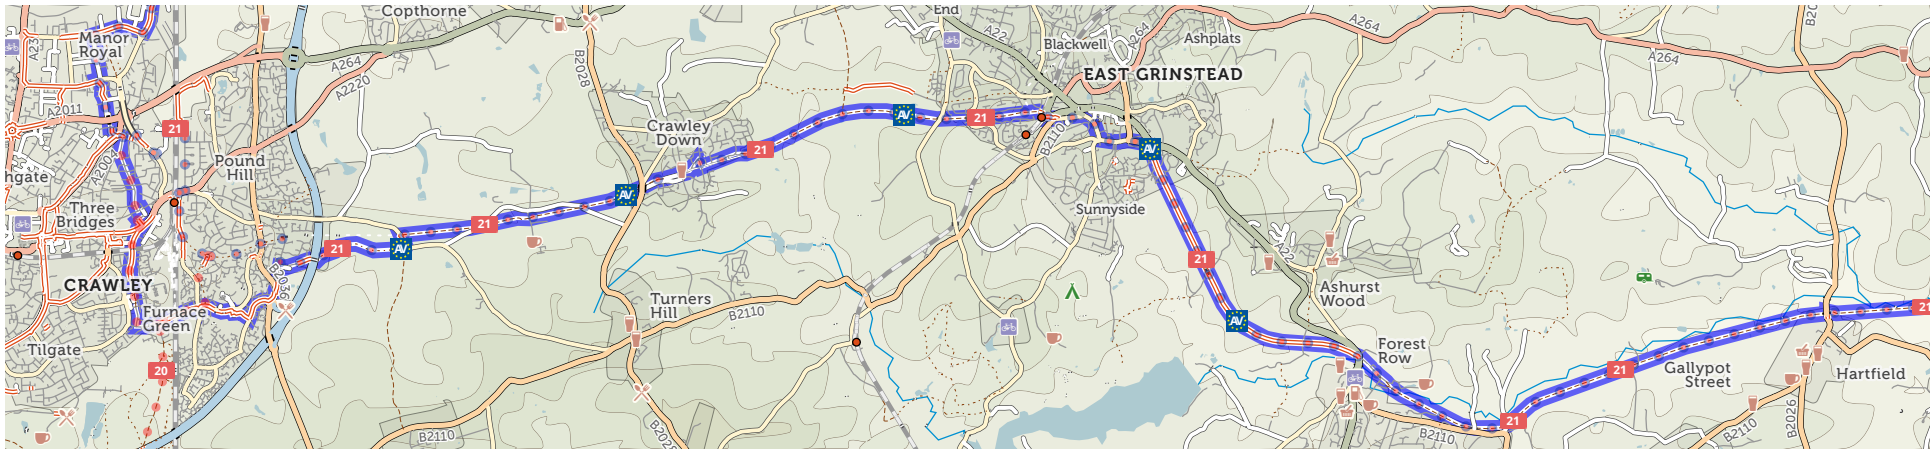 Copthorne
End
Manor
Royal
A23
A264
A2220
B2028
A22
A264
Blackwell
Ashplats
A264
A264
EAST GRINSTEAD
2011
21
A2004
Pound
Hill
hgate
Three
Bridges
Crawley
Down
21
AV
21
B2110
AV
Sunnyside
AV
21
21
AV
B2036
CRAWLEY
Furnace
Green
Tilgate
20
Turners
Hill
B2110
B2110
B2028
21
A22
Ashurst
Wood
AV
Forest
Row
21
Gallypot
Street
21
B2110
Hartfield
B2026
B2110
21